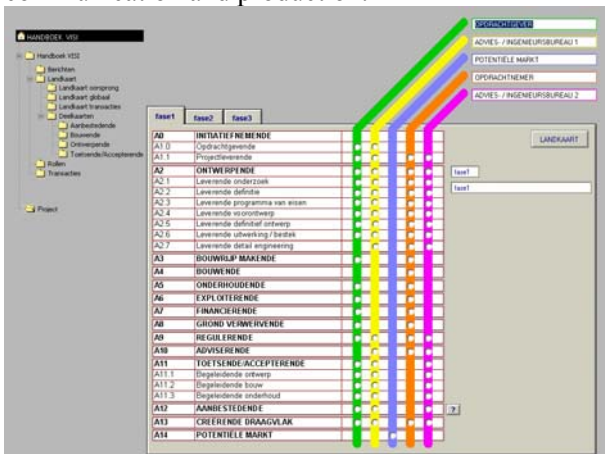 HANDBOEK VISI
Handboek VISI
Berichten
Landkaart
Landkaart oorsprong
Landkaart globaal
Landkaart transacties
Deelkaarten
Aanbestedende
Bouwende
Ontwerpende
Toetsende/Accepterende
Rollen
Transacties
Project
OPDRACHTGEVER
ADVIES- / INGENIEURSBUREAU 1
POTENTIËLE MARKT
OPDRACHTNEMER
ADVIES- / INGENIEURSBUREAU 2
fase1 fase2 fase3
LANDKAART
A0 INITIATIEFNEMENDE
A1.0 Opdrachtgevende
A1.1 Projectleverende
A2 ONTWERPENDE
fase1
A2.1 Leverende onderzoek
A2.2 Leverende definitie
fase1
A2.3 Leverende programma van eisen
A2.4 Leverende voorontwerp
A2.5 Leverende definitief ontwerp
A2.6 Leverende uitwerking / bestek
A2.7 Leverende detail engineering
A3 BOUWRIJP MAKENDE
A4 BOUWENDE
A5 ONDERHOUDENDE
A6 EXPLOITERENDE
A7 FINANCIERENDE
A8 GROND VERWERVENDE
A9 REGULERENDE
A10 ADVISERENDE
A11 TOETSENDE/ACCEPTERENDE
A11.1 Begeleidende ontwerp
A11.2 Begeleidende bouw
A11.3 Begeleidende onderhoud
A12 AANBESTEDENDE
?
A13 CREERENDE DRAAGVLAK
A14 POTENTIELE MARKT